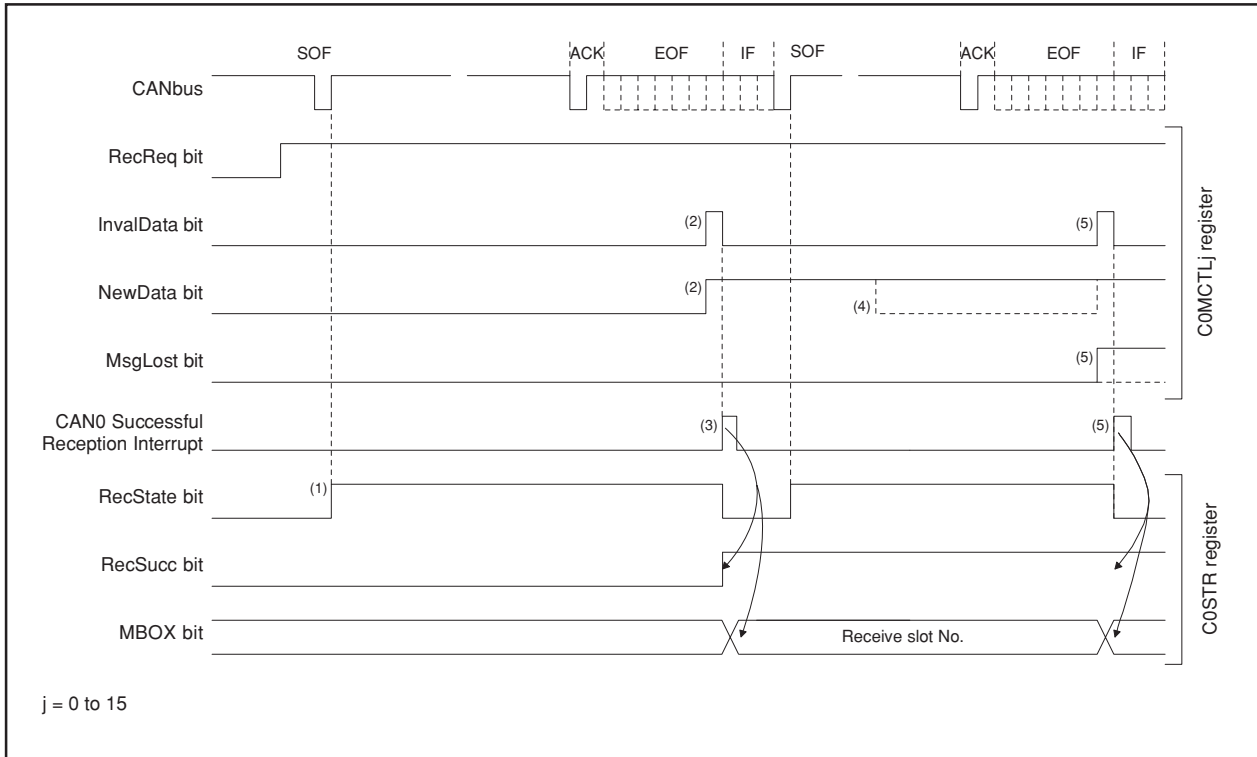 SOF ACK EOF IF SOF ACK EOF IF
CANbus
RecReq bit
InvalData bit (2) (5)
NewData bit (2) (4)
MsgLost bit (5)
C0MCTLj register
CAN0 Successful
Reception Interrupt (3) (5)
RecState bit (1)
RecSucc bit
MBOX bit Receive slot No.
C0STR register
j = 0 to 15